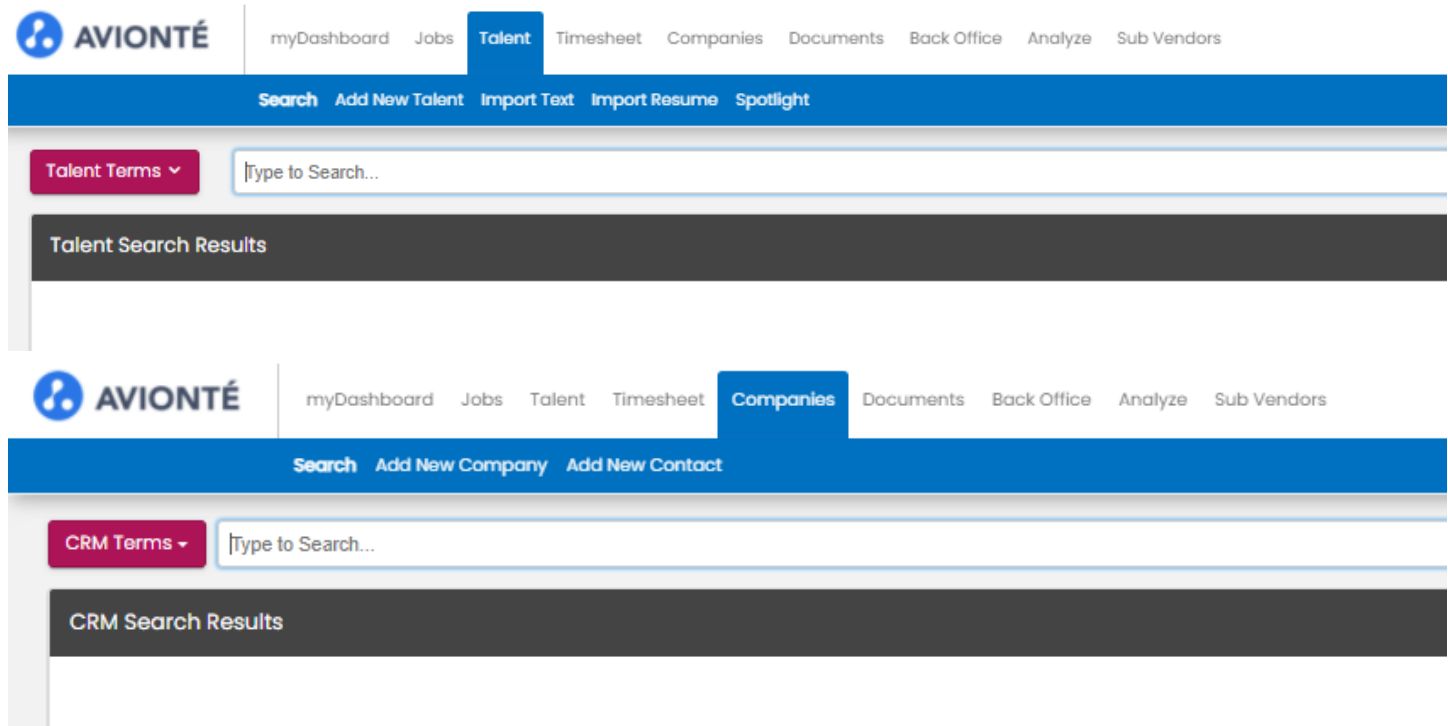 AVIONTÉ myDashboard Jobs Talent Timesheet Companies Documents Back Office Analyze Sub Vendors
Search Add New Talent Import Text Import Resume Spotlight
Talent Terms Type to Search...
Talent Search Results
AVIONTÉ myDashboard Jobs Talent Timesheet Companies Documents Back Office Analyze Sub Vendors
Search Add New Company Add New Contact
CRM Terms Type to Search...
CRM Search Results